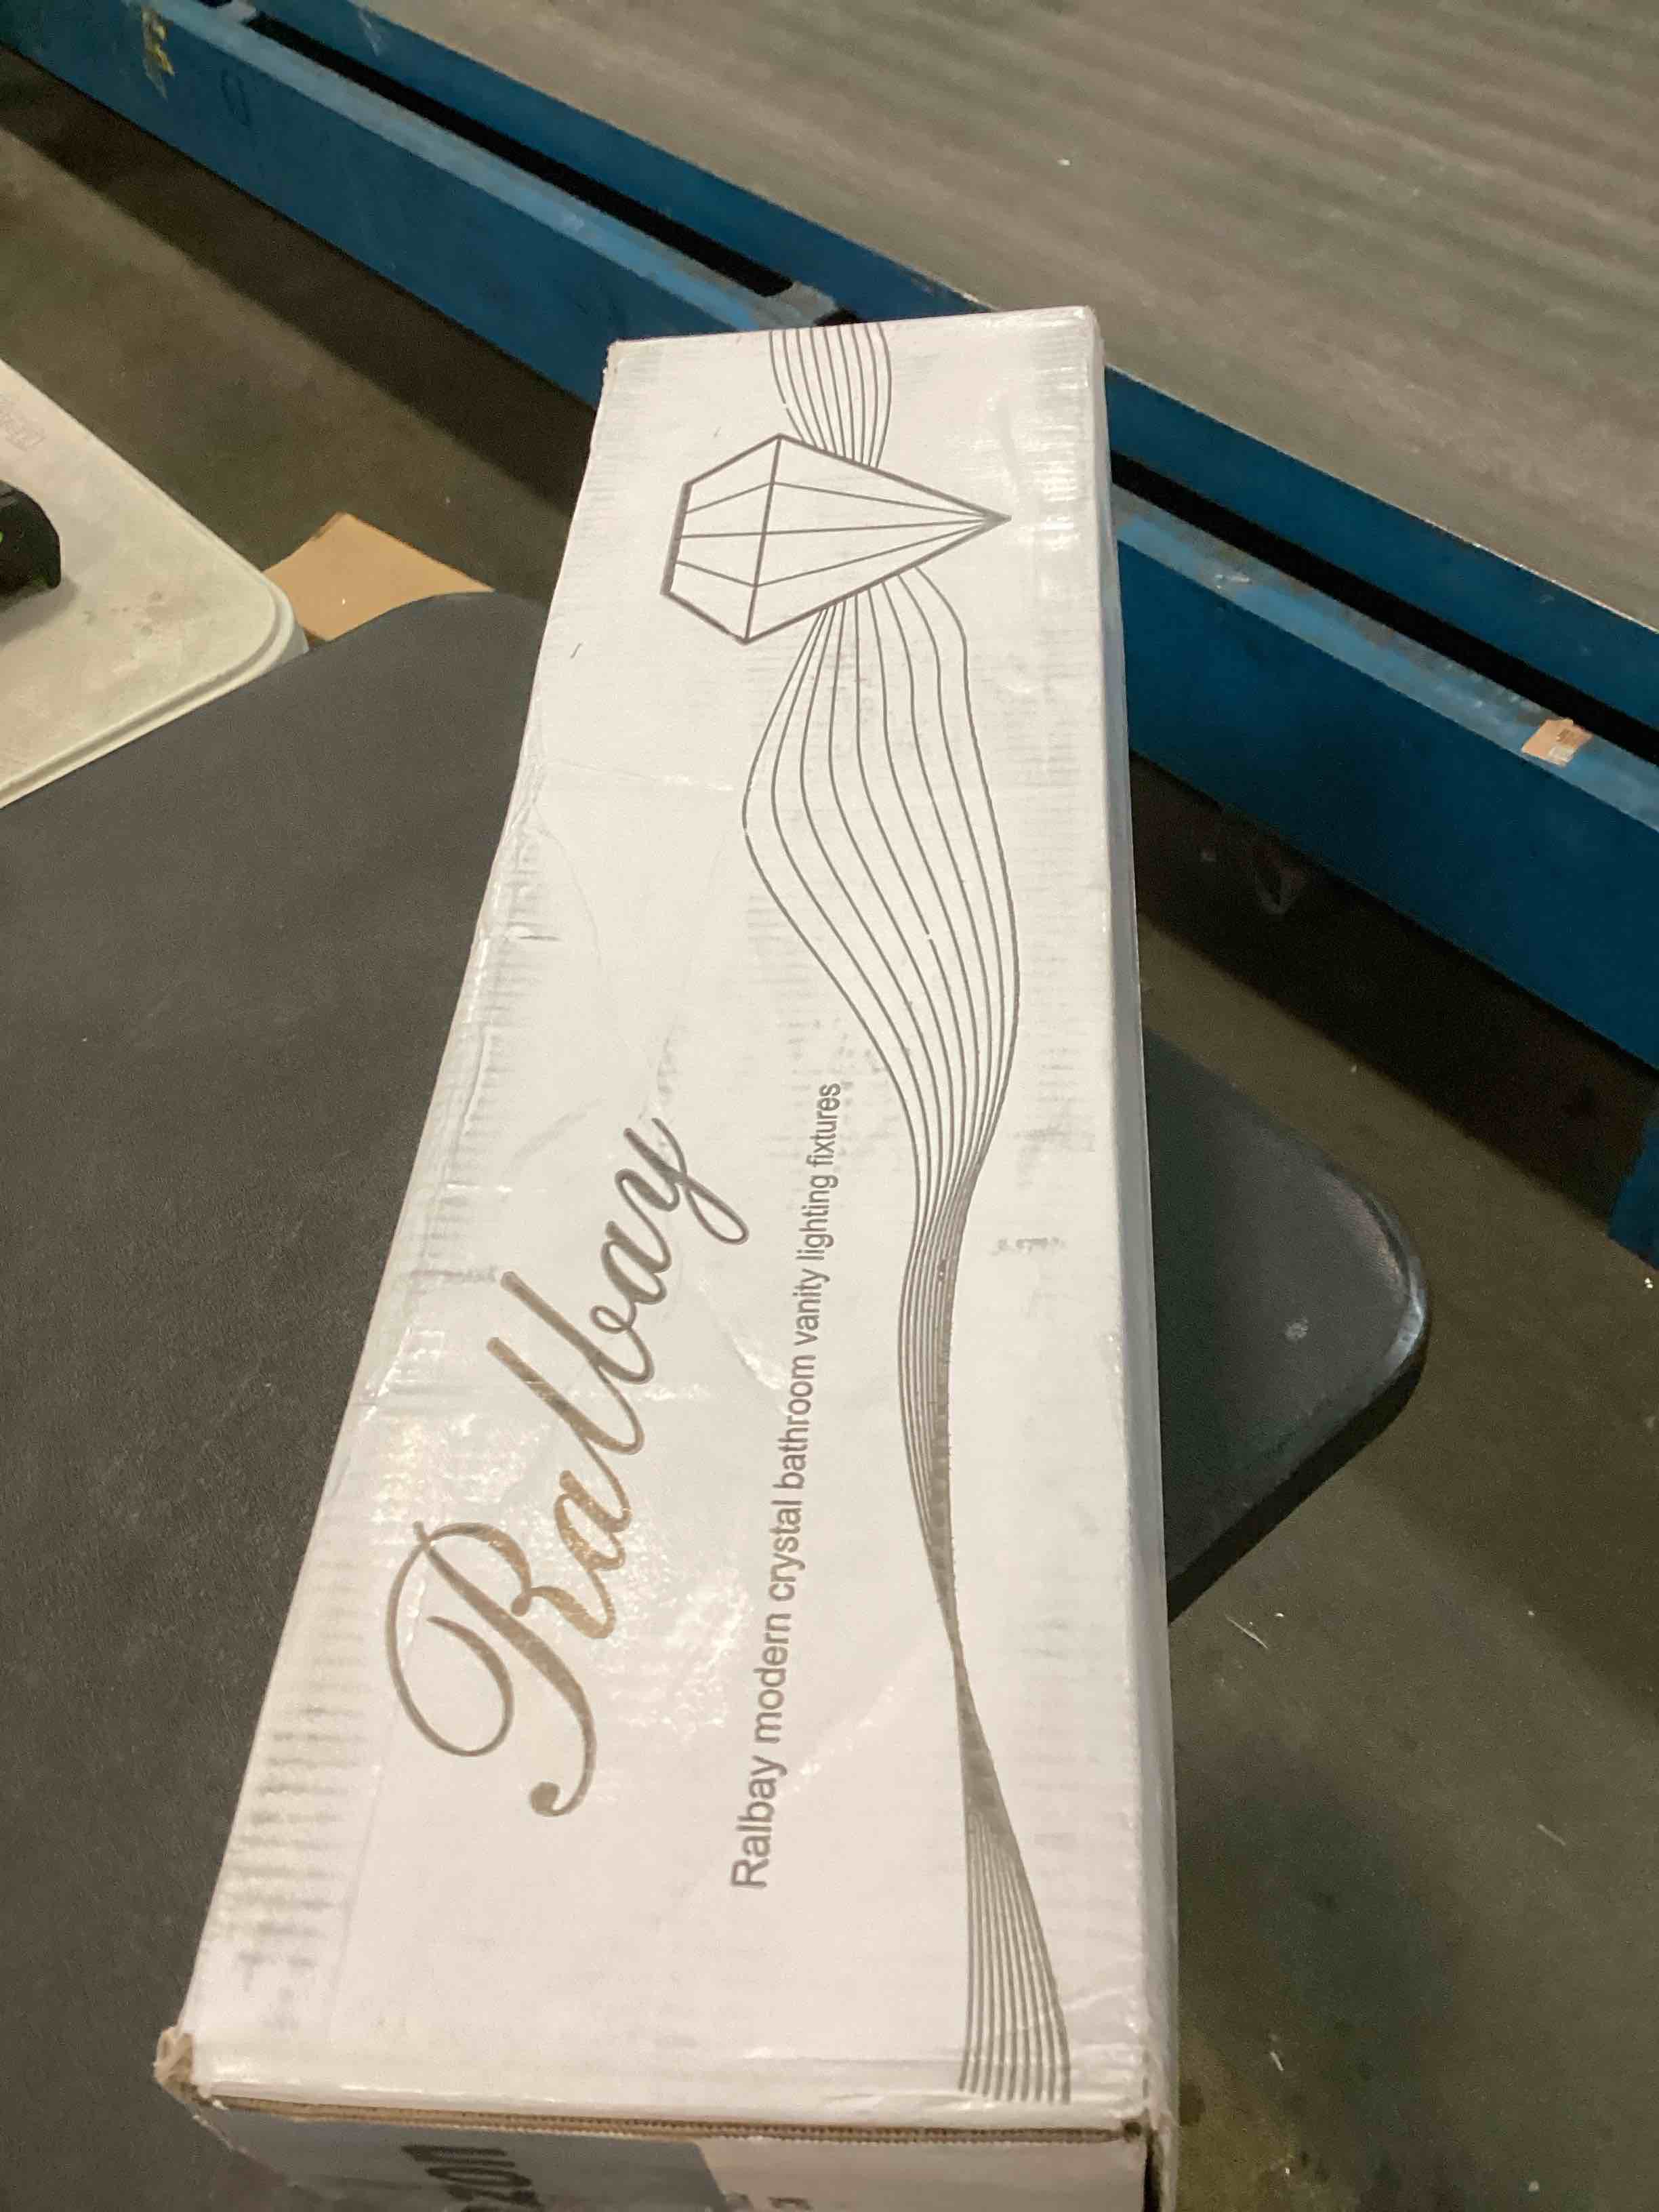 Ralbay
Ralbay modern crystal bathroom vanity lighting fixtures